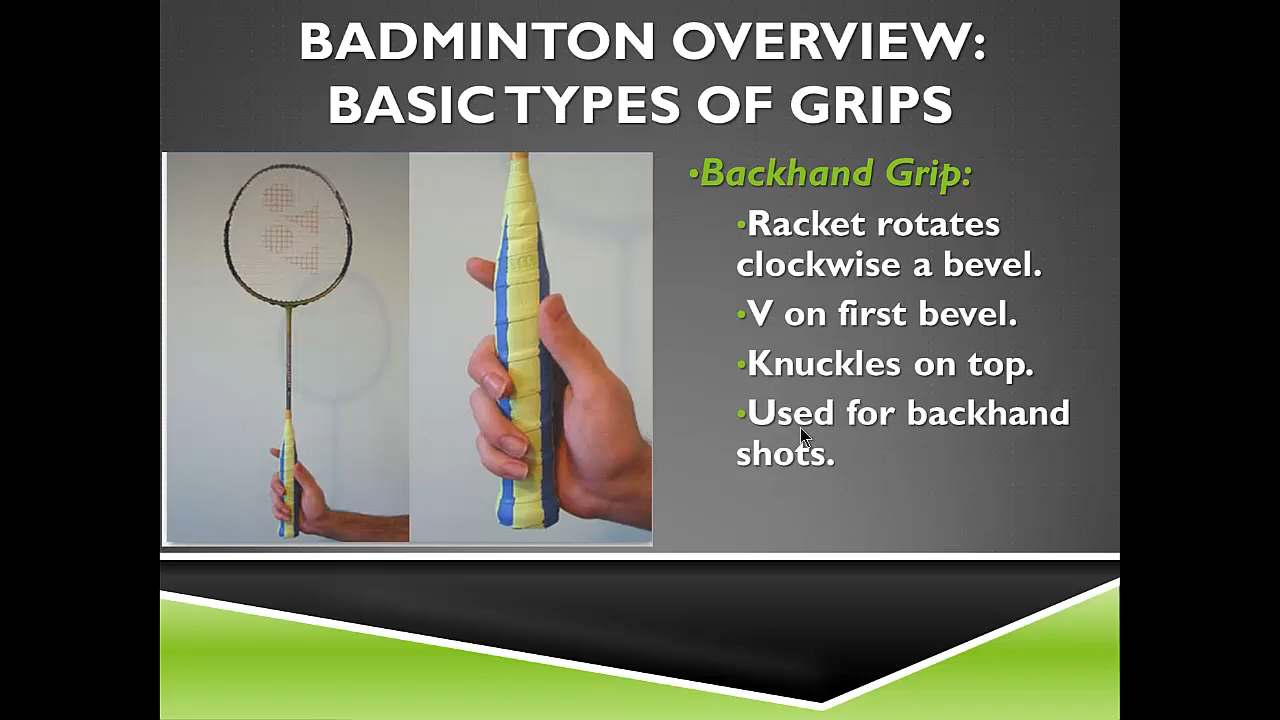 BADMINTON OVERVIEW:
BASIC TYPES OF GRIPS
•Backhand Grip:
•Racket rotates
clockwise a bevel.
•V on first bevel.
•Knuckles on top.
•Used for backhand
shots.